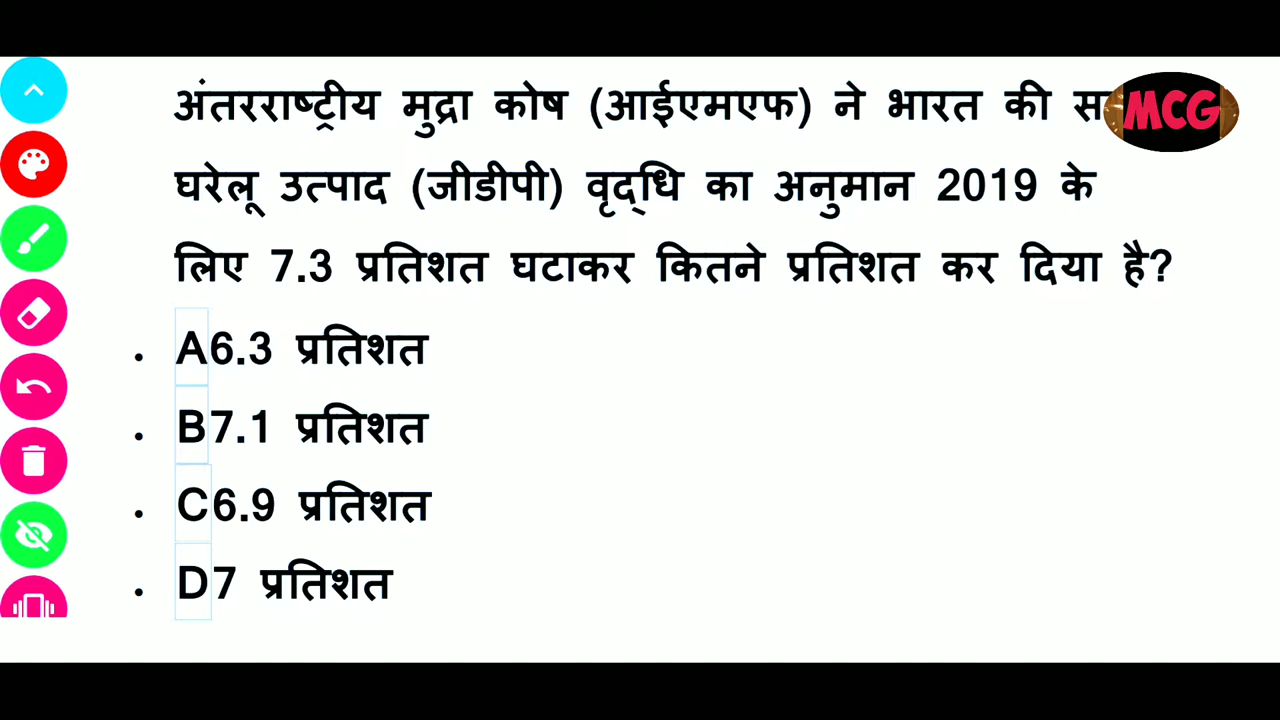 अंतरराष्ट्रीय मुद्रा कोष (आईएमएफ) ने भारत की
MCG
घरेलू उत्पाद (जीडीपी) वृद्धि का अनुमान 2019 के
लिए 7.3 प्रतिशत घटाकर कितने प्रतिशत कर दिया है?
A6.3 प्रतिशत
B7.1 प्रतिशत
C6.9 प्रतिशत
D7 प्रतिशत